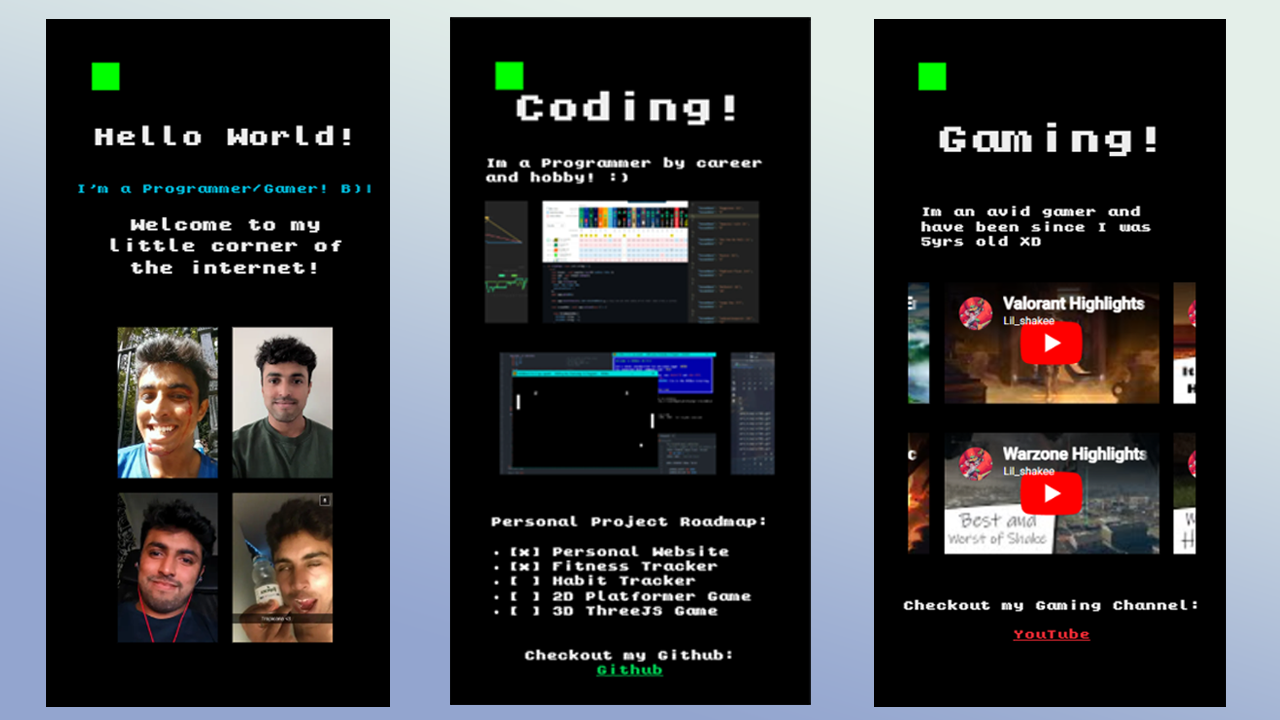 Hello World!
I'm a Programmer/Gamer! B)|
Welcome to my
little corner of
the internet!
Coding!
Im a Programmer by career
and hobby! :)
Personal Project Roadmap:
• [x] Personal Website
• [x] Fitness Tracker
• [ ] Habit Tracker
• [ ] 2D Platformer Game
• [ ] 3D ThreeJS Game
Checkout my Github:
Github
Gaming!
Im an avid gamer and
have been since I was
5yrs old XD
Valorant Highlights
Lil_shakee
Warzone Highlights
Lil_shakee
Best and
Worst of Shake
Checkout my Gaming Channel:
YouTube